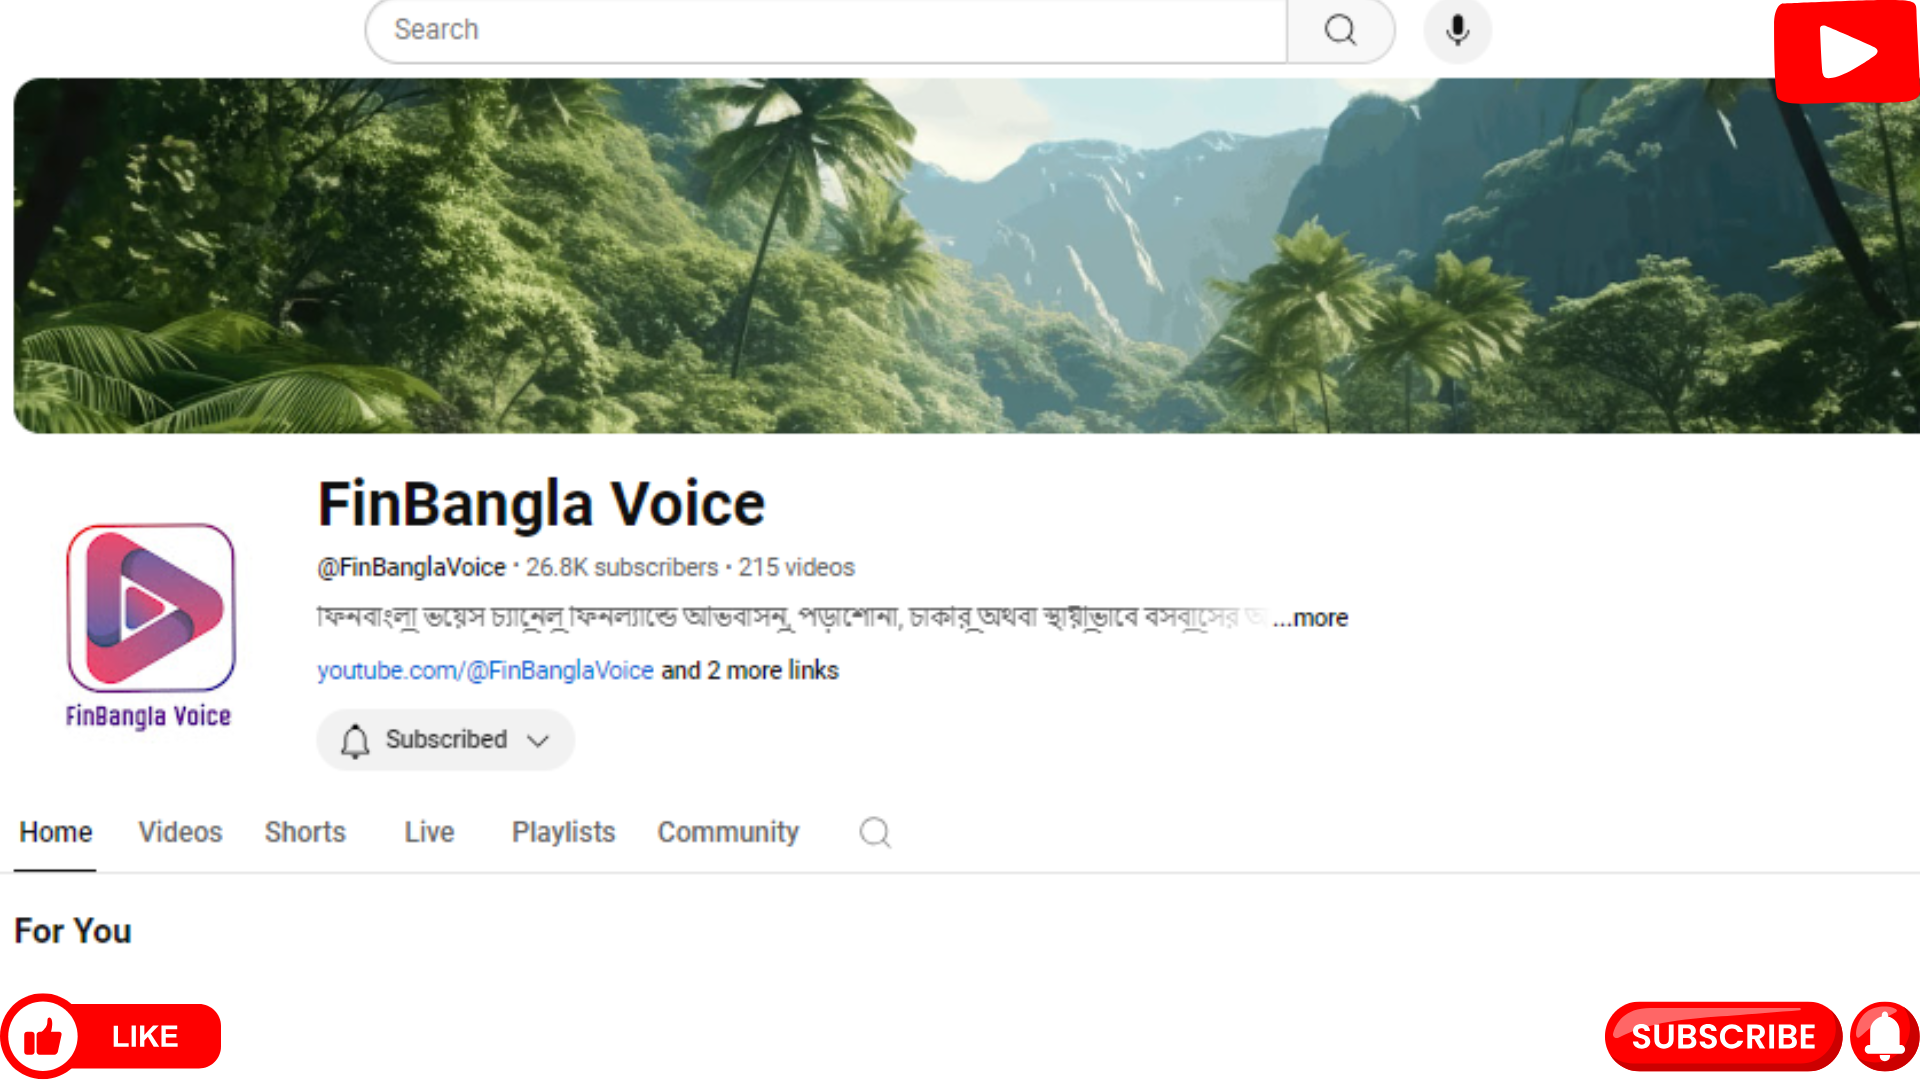 Search
FinBangla Voice
@FinBanglaVoice · 26.8K subscribers · 215 videos
ফিনবাংলা ভয়েস চ্যানেল ফিনল্যান্ডে অভিবাসন, পড়াশোনা, চাকরি অথবা স্থায়ীভাবে বসবাসের ...more
youtube.com/@FinBanglaVoice and 2 more links
FinBangla Voice
Subscribed
Home Videos Shorts Live Playlists Community
For You
LIKE
SUBSCRIBE